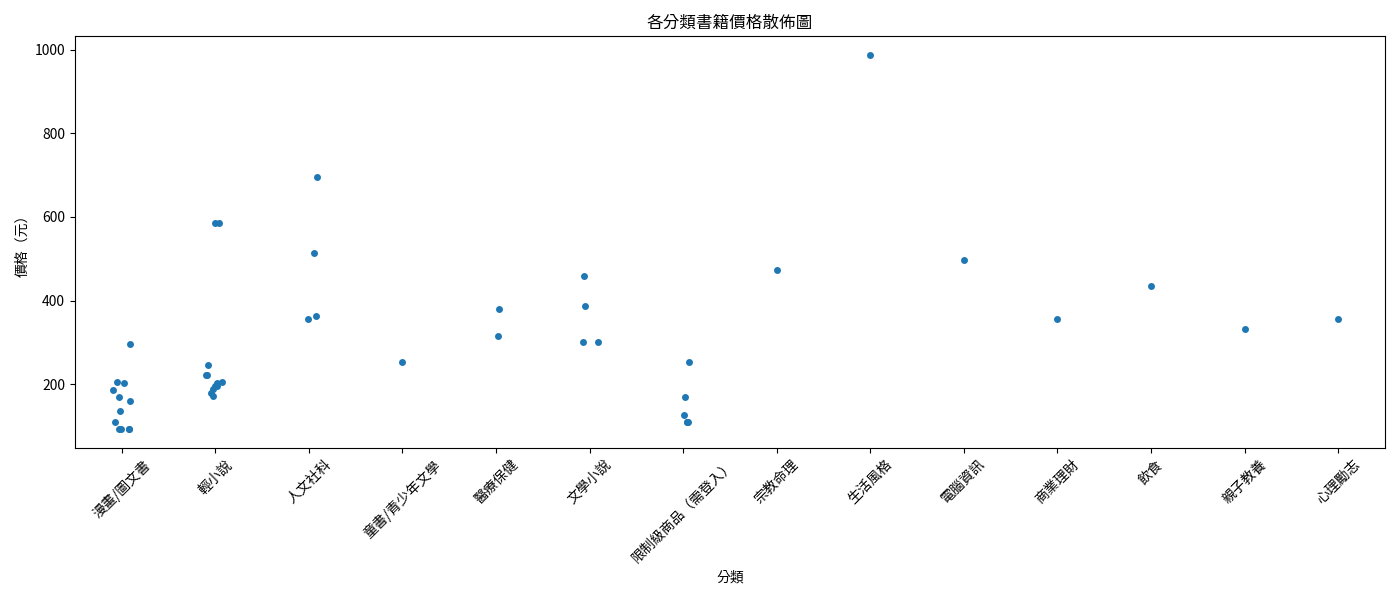 各分類書籍價格散佈圖
價格（元）
1000
800
600
400
200
漫畫/圖文書
輕小說
人文社科
童書/青少年文學
醫療保健
文學小說
限制級商品（需登入）
宗教命理
生活風格
電腦資訊
商業理財
飲食
親子教養
心理勵志
分類